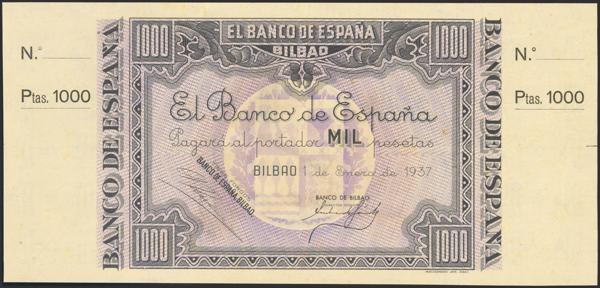 EL BANCO DE ESPAÑA
BILBAO
1000
1000
N.º
Ptas. 1000
BANCO DE ESPAÑA
El Banco de España
Pagará al portador MIL pesetas
BILBAO 1 de Enero de 1937
BANCO DE ESPAÑA, BILBAO
BANCO DE BILBAO
1000
1000
BANCO DE ESPAÑA
N.º
Ptas. 1000